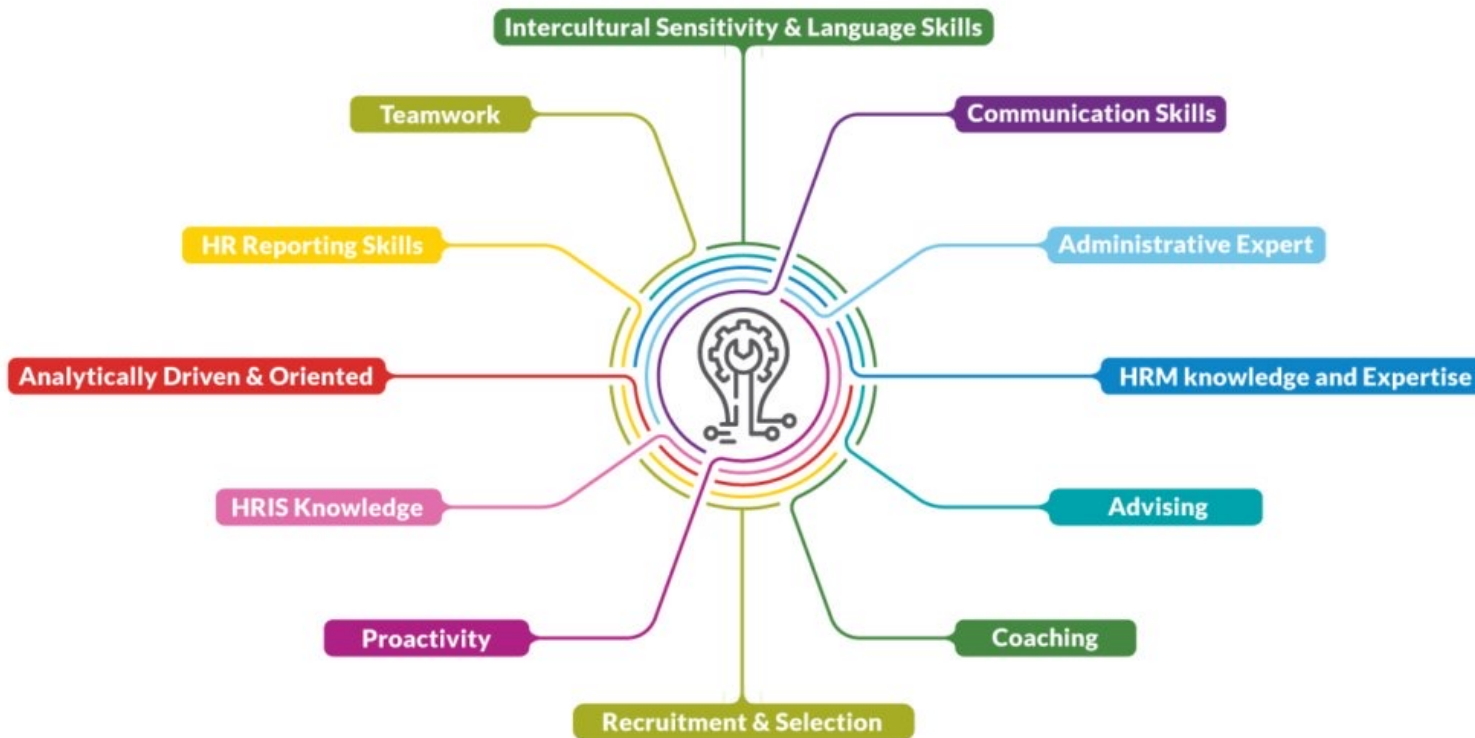 Intercultural Sensitivity & Language Skills
Teamwork
Communication Skills
HR Reporting Skills
Administrative Expert
Analytically Driven & Oriented
HRM knowledge and Expertise
HRIS Knowledge
Advising
Proactivity
Coaching
Recruitment & Selection